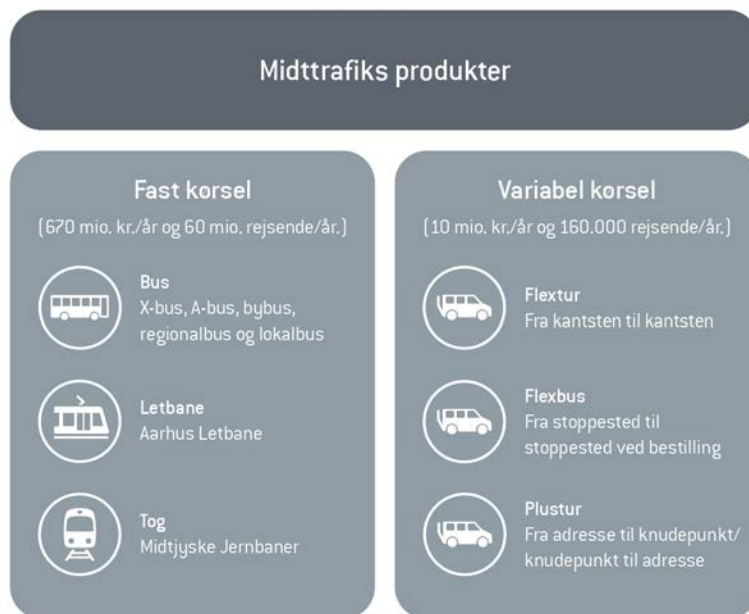 Midttrafiks produkter
Fast kørsel
(670 mio. kr./år og 60 mio. rejsende/år.)
Bus
X-bus, A-bus, bybus,
regionalbus og lokalbus
Letbane
Aarhus Letbane
Tog
Midtjyske Jernbaner
Variabel kørsel
(10 mio. kr./år og 160.000 rejsende/år.)
Flextur
Fra kantsten til kantsten
Flexbus
Fra stoppested til
stoppested ved bestilling
Plustur
Fra adresse til knudepunkt/
knudepunkt til adresse